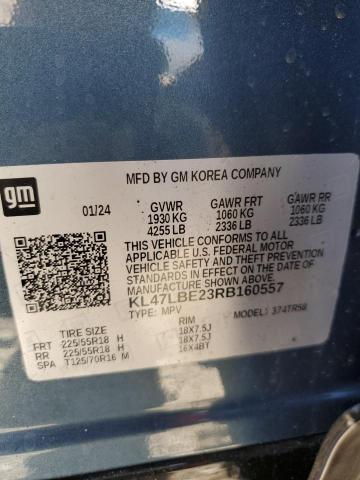 gm
MFD BY GM KOREA COMPANY
01/24 GVWR GAWR FRT GAWR RR
1930 KG 1060 KG 1060 KG
4255 LB 2336 LB 2336 LB
THIS VEHICLE CONFORMS TO ALL
APPLICABLE U.S. FEDERAL MOTOR
VEHICLE SAFETY AND THEFT
PREVENTION STANDARDS IN EFFECT
ON THE DATE OF
MANUFACTURE SHOWN ABOVE.
KL47LBE23RB160557
TYPE: MPV MODEL: 374TR58
TIRE SIZE RIM
FRT 225/55R18 H 18X7.5J
RR 225/55R18 H 18X7.5J
SPA T125/70R16 M 16X4BT